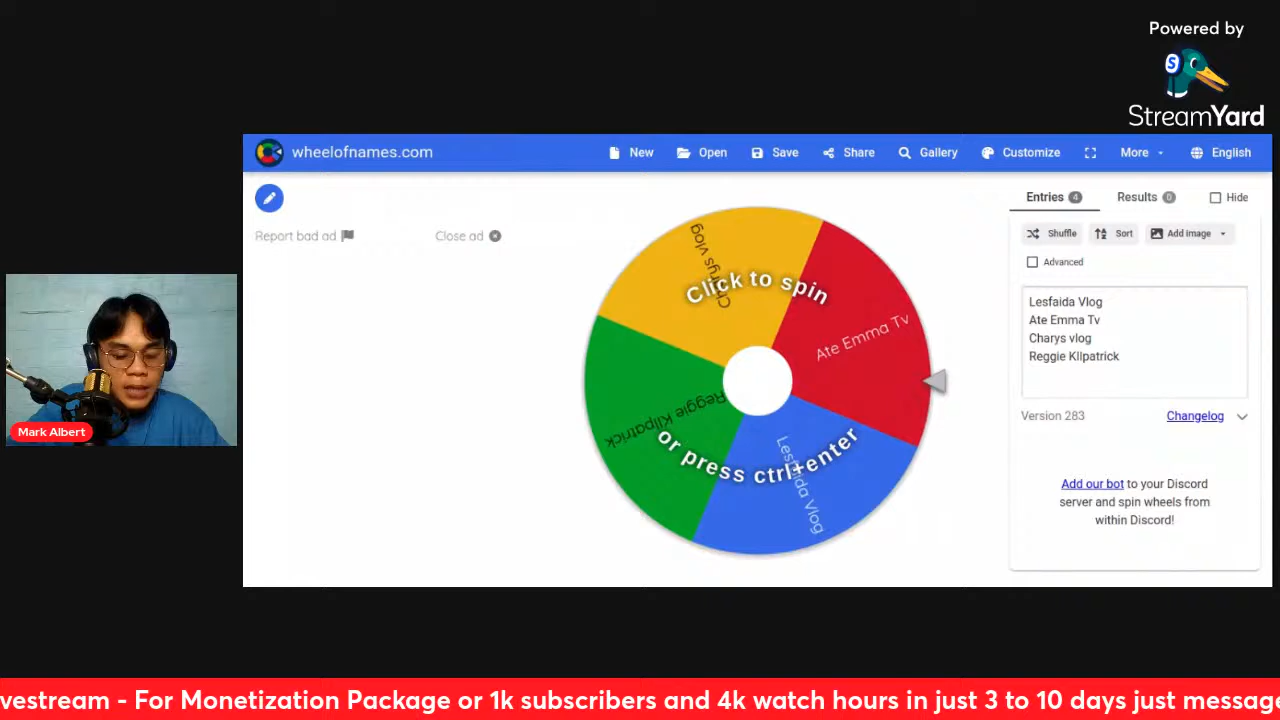 Powered by
StreamYard
wheelofnames.com
New
Open
Save
Share
Gallery
Customize
More
English
Report bad ad
Close ad
Entries 4
Results 0
Hide
Shuffle
Sort
Add image
Advanced
Lesfaida Vlog
Ate Emma Tv
Charys vlog
Reggie KIlpatrick
Version 283
Changelog
Add our bot to your Discord
server and spin wheels from
within Discord!
Charys vlog
Click to spin
Ate Emma Tv
Reggie KIlpatrick
or press ctrl+enter
Lesfaida Vlog
Mark Albert
vestream - For Monetization Package or 1k subscribers and 4k watch hours in just 3 to 10 days just messag